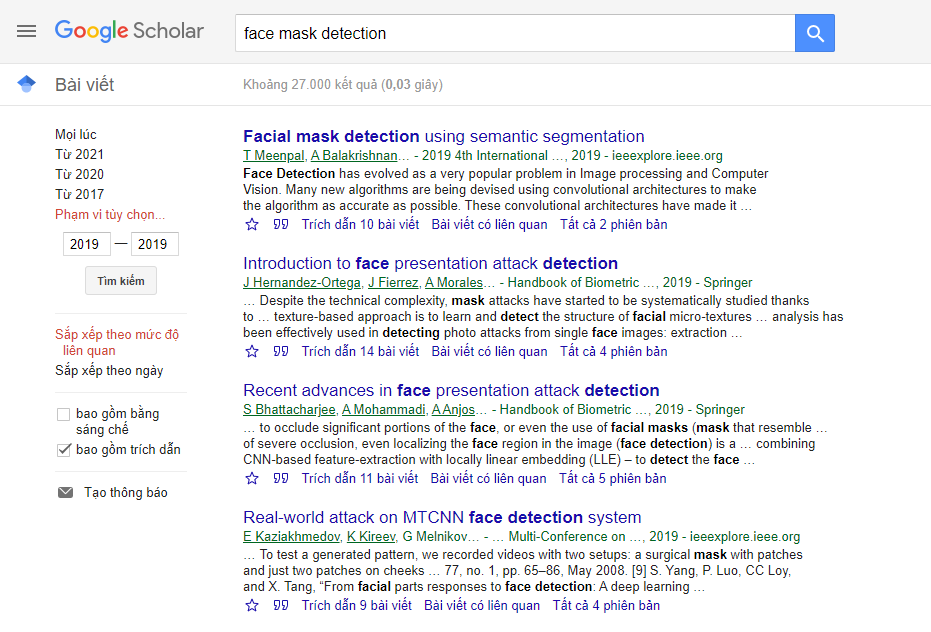 Google Scholar
face mask detection
Bài viết
Khoảng 27.000 kết quả (0,03 giây)
Mọi lúc
Từ 2021
Từ 2020
Từ 2017
Phạm vi tùy chọn...
2019 — 2019
Tìm kiếm
Sắp xếp theo mức độ
liên quan
Sắp xếp theo ngày
bao gồm bằng
sáng chế
bao gồm trích dẫn
Tạo thông báo
Facial mask detection using semantic segmentation
T Meenpal, A Balakrishnan… - 2019 4th International …, 2019 - ieeexplore.ieee.org
Face Detection has evolved as a very popular problem in Image processing and Computer
Vision. Many new algorithms are being devised using convolutional architectures to make
the algorithm as accurate as possible. These convolutional architectures have made it …
Trích dẫn 10 bài viết Bài viết có liên quan Tất cả 2 phiên bản
Introduction to face presentation attack detection
J Hernandez-Ortega, J Fierrez, A Morales… - Handbook of Biometric …, 2019 - Springer
… Despite the technical complexity, mask attacks have started to be systematically studied thanks
to … texture-based approach is to learn and detect the structure of facial micro-textures … analysis has
been effectively used in detecting photo attacks from single face images: extraction …
Trích dẫn 14 bài viết Bài viết có liên quan Tất cả 4 phiên bản
Recent advances in face presentation attack detection
S Bhattacharjee, A Mohammadi, A Anjos… - Handbook of Biometric …, 2019 - Springer
… to occlude significant portions of the face, or even the use of facial masks (mask that resemble …
of severe occlusion, even localizing the face region in the image (face detection) is a … combining
CNN-based feature-extraction with locally linear embedding (LLE) – to detect the face …
Trích dẫn 11 bài viết Bài viết có liên quan Tất cả 5 phiên bản
Real-world attack on MTCNN face detection system
E Kaziakhmedov, K Kireev, G Melnikov… - … Multi-Conference on …, 2019 - ieeexplore.ieee.org
… To test a generated pattern, we recorded videos with two setups: a surgical mask with patches
and just two patches on cheeks … 77, no. 1, pp. 65–86, May 2008. [9] S. Yang, P. Luo, CC Loy,
and X. Tang, “From facial parts responses to face detection: A deep learning …
Trích dẫn 9 bài viết Bài viết có liên quan Tất cả 4 phiên bản